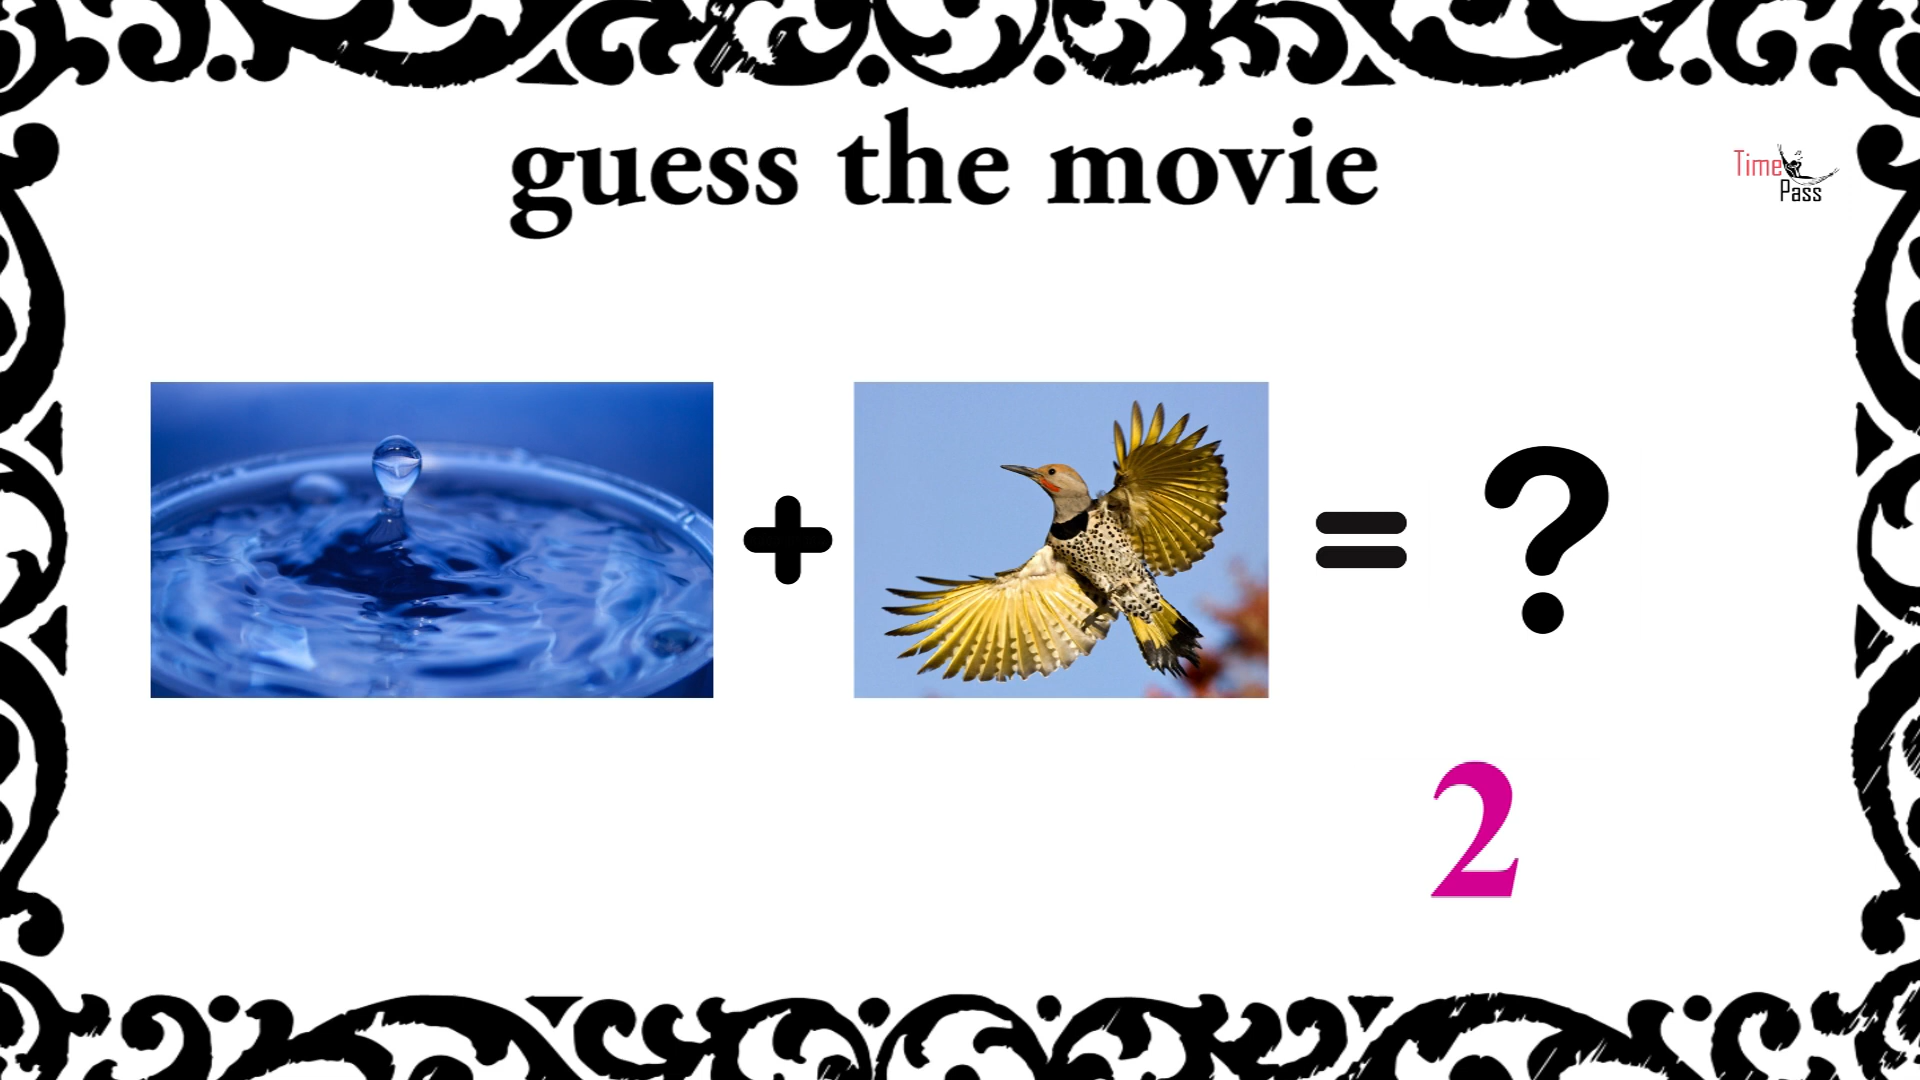 guess the movie
Time
Pass
+ = ?
2